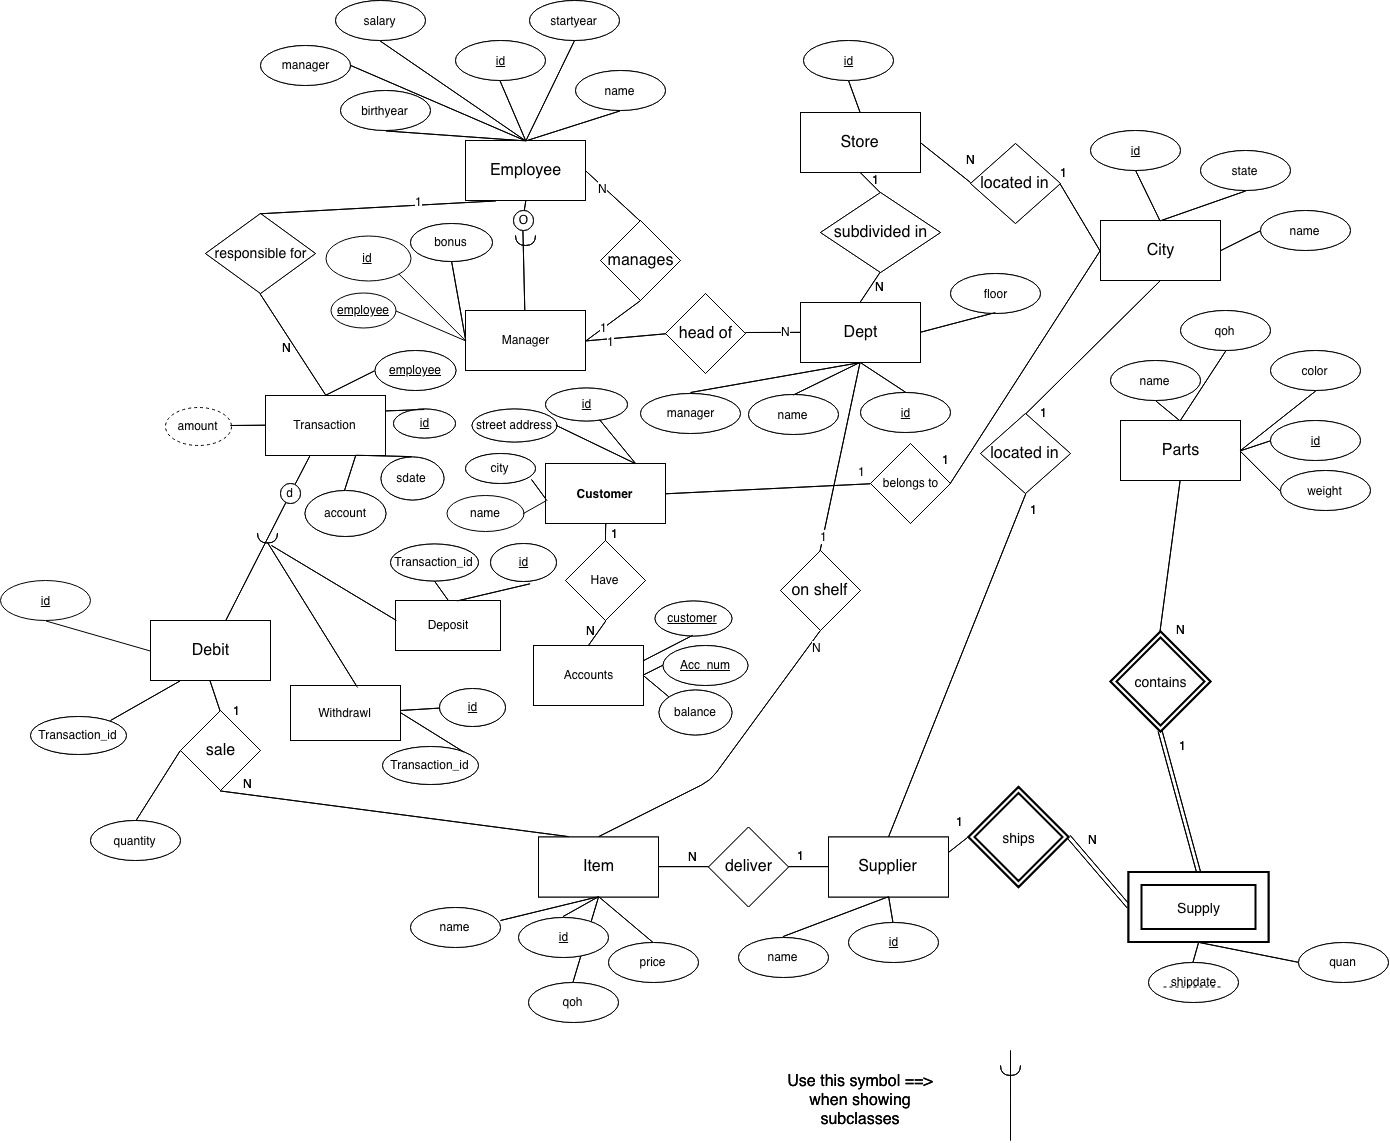 salary
startyear
manager
id
id
name
birthyear
Store
Employee
N
1
id
state
located in
1
N
1
subdivided in
name
City
responsible for
id
bonus
O
manages
N
floor
employee
Manager
1
1
head of
N
Dept
qoh
N
employee
name
color
amount
Transaction
id
id
street address
manager
name
id
1
located in
Parts
id
city
1
1
sdate
d
account
name
Customer
belongs to
weight
1
1
1
Transaction_id
id
Have
on shelf
id
Deposit
N
customer
N
N
Debit
Accounts
Acc_num
contains
Transaction_id
1
Withdrawl
id
balance
1
sale
Transaction_id
N
quantity
1
ships
N
Item
N
deliver
1
Supplier
Supply
name
id
price
name
id
quan
qoh
shipdate
Use this symbol ==>
when showing
subclasses